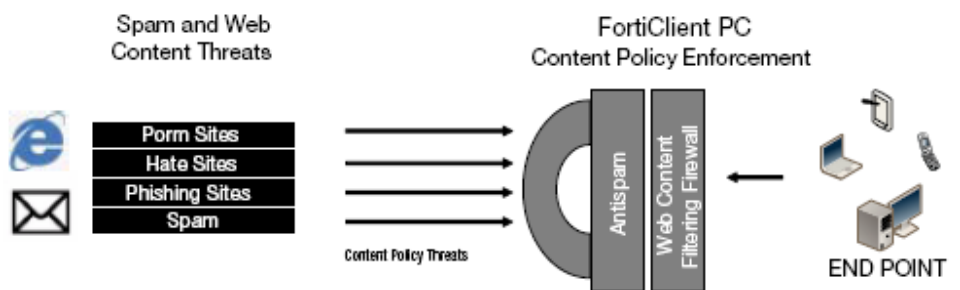 Spam and Web
Content Threats
FortiClient PC
Content Policy Enforcement
Porm Sites
Hate Sites
Phishing Sites
Spam
Content Policy Threats
Antispam
Web Content
Filtering Firewall
END POINT